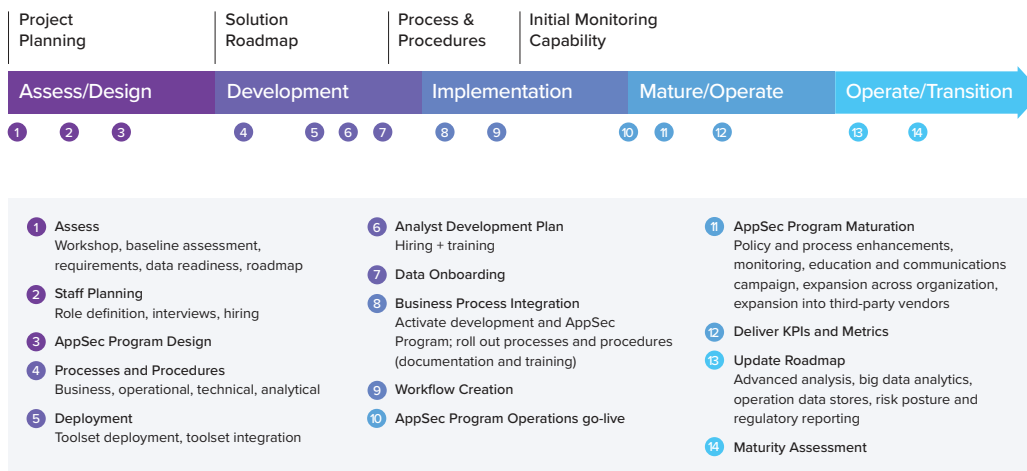 Project
Planning
Solution
Roadmap
Process &
Procedures
Initial Monitoring
Capability
Assess/Design
Development
Implementation
Mature/Operate
Operate/Transition
1 2 3 4 5 6 7 8 9 10 11 12 13 14
1 Assess
Workshop, baseline assessment,
requirements, data readiness, roadmap
2 Staff Planning
Role definition, interviews, hiring
3 AppSec Program Design
4 Processes and Procedures
Business, operational, technical, analytical
5 Deployment
Toolset deployment, toolset integration
6 Analyst Development Plan
Hiring + training
7 Data Onboarding
8 Business Process Integration
Activate development and AppSec
Program; roll out processes and procedures
(documentation and training)
9 Workflow Creation
10 AppSec Program Operations go-live
11 AppSec Program Maturation
Policy and process enhancements,
monitoring, education and communications
campaign, expansion across organization,
expansion into third-party vendors
12 Deliver KPIs and Metrics
13 Update Roadmap
Advanced analysis, big data analytics,
operation data stores, risk posture and
regulatory reporting
14 Maturity Assessment